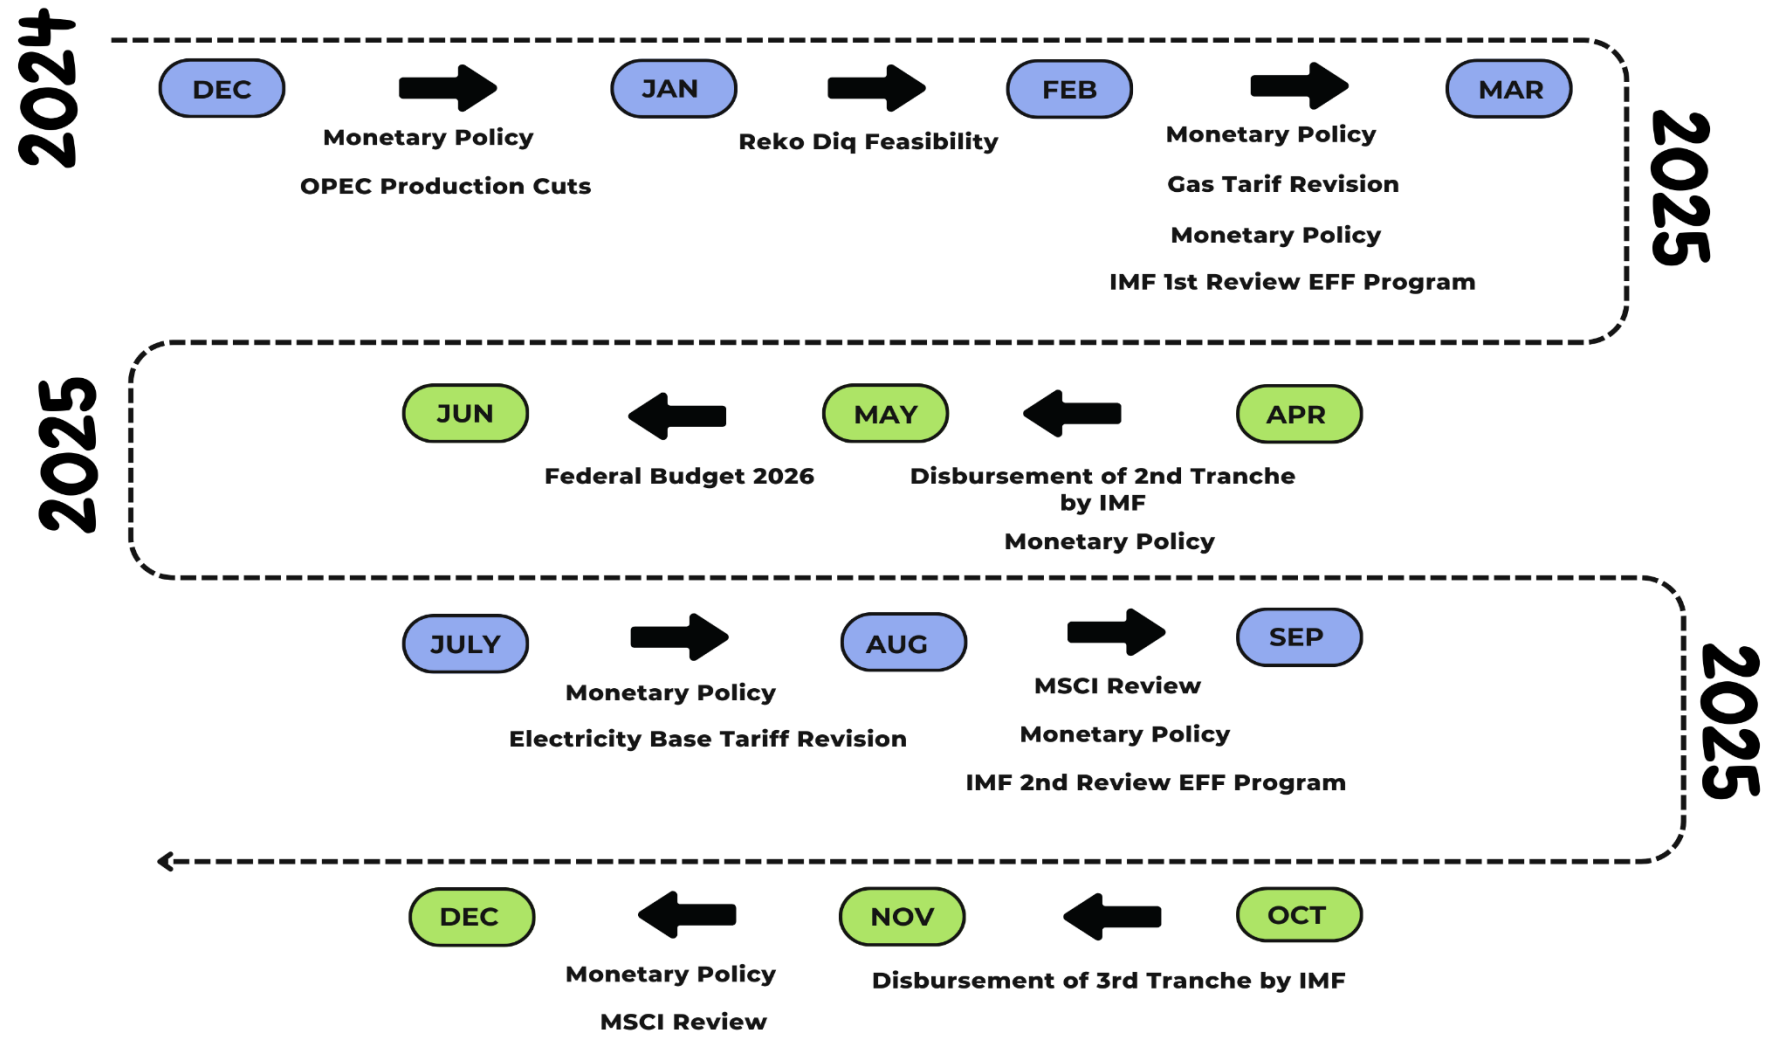 2024
DEC
JAN
FEB
MAR
Monetary Policy
OPEC Production Cuts
Reko Diq Feasibility
Monetary Policy
Gas Tarif Revision
Monetary Policy
IMF 1st Review EFF Program
2025
2025
JUN
MAY
APR
Federal Budget 2026
Disbursement of 2nd Tranche
by IMF
Monetary Policy
JULY
AUG
SEP
Monetary Policy
Electricity Base Tariff Revision
MSCI Review
Monetary Policy
IMF 2nd Review EFF Program
2025
DEC
NOV
OCT
Monetary Policy
MSCI Review
Disbursement of 3rd Tranche by IMF